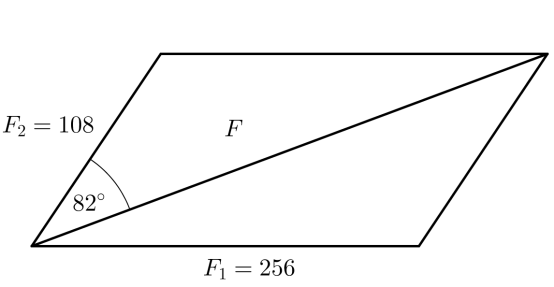 F₂ = 108
F
82°
F₁ = 256